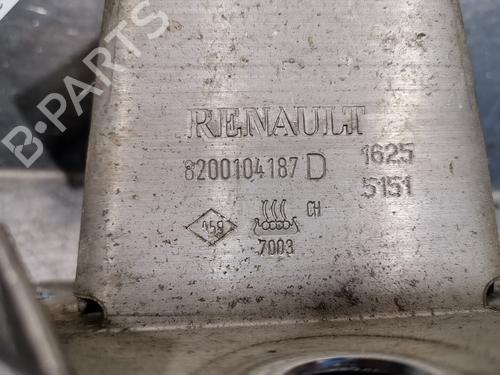 B-PARTS
RENAULT
8200104187 D
1625
5151
159
CH
7003